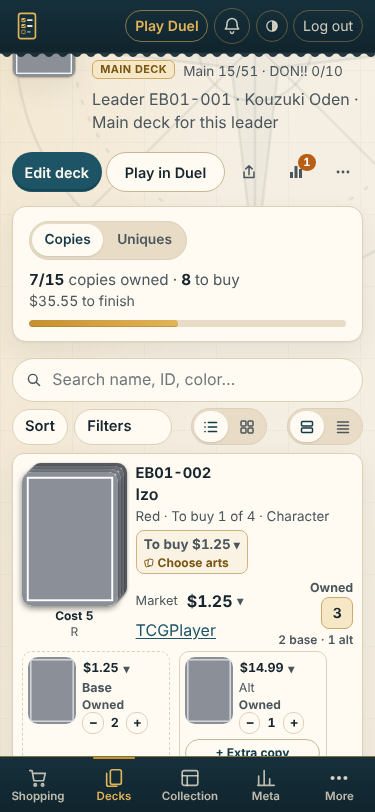 Play Duel
Log out
MAIN DECK
Main 15/51 · DON!! 0/10
Leader EB01-001 · Kouzuki Oden ·
Main deck for this leader
Edit deck
Play in Duel
1
Copies
Uniques
7/15 copies owned · 8 to buy
$35.55 to finish
Search name, ID, color...
Sort
Filters
EB01-002
Izo
Red · To buy 1 of 4 · Character
To buy $1.25 ▾
Choose arts
Market $1.25 ▾
Owned
3
TCGPlayer
2 base · 1 alt
Cost 5
R
$1.25 ▾
Base
Owned
− 2 +
$14.99 ▾
Alt
Owned
− 1 +
+ Extra copy
Shopping
Decks
Collection
Meta
More